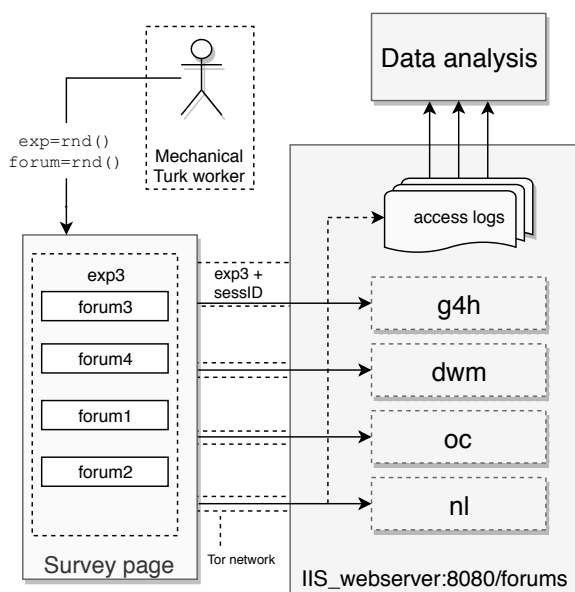 Data analysis
exp=rnd()
forum=rnd()
Mechanical
Turk worker
access logs
exp3
exp3 +
sessID
forum3
g4h
forum4
dwm
forum1
oc
forum2
nl
Survey page
Tor network
IIS_webserver:8080/forums